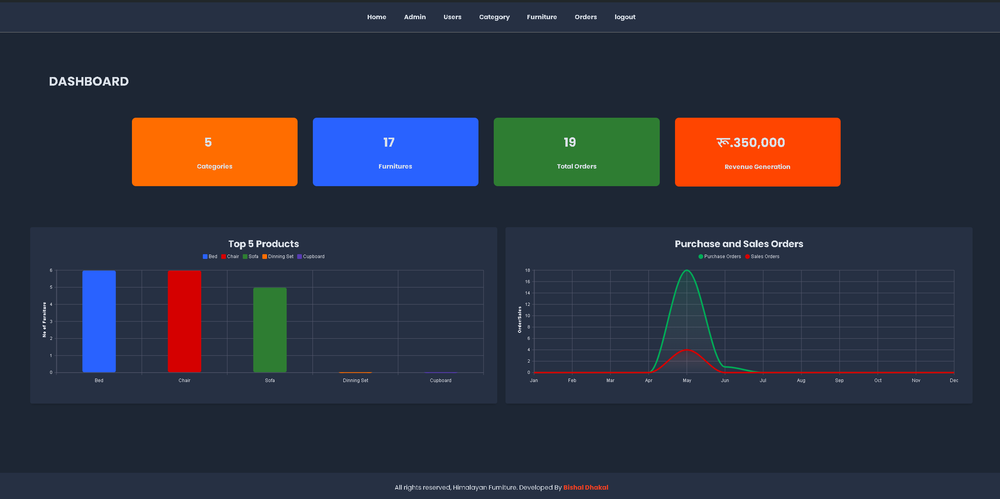 Home Admin Users Category Furniture Orders logout
DASHBOARD
5
Categories
17
Furnitures
19
Total Orders
रू.350,000
Revenue Generation
Top 5 Products
Bed Chair Sofa Dinning Set Cupboard
6
5
4
3
2
1
0
No of Furniture
Bed Chair Sofa Dinning Set Cupboard
Purchase and Sales Orders
Purchase Orders Sales Orders
18
16
14
12
10
8
6
4
2
0
Order/Sales
Jan Feb Mar Apr May Jun Jul Aug Sep Oct Nov Dec
All rights reserved, Himalayan Furniture. Developed By Bishal Dhakal